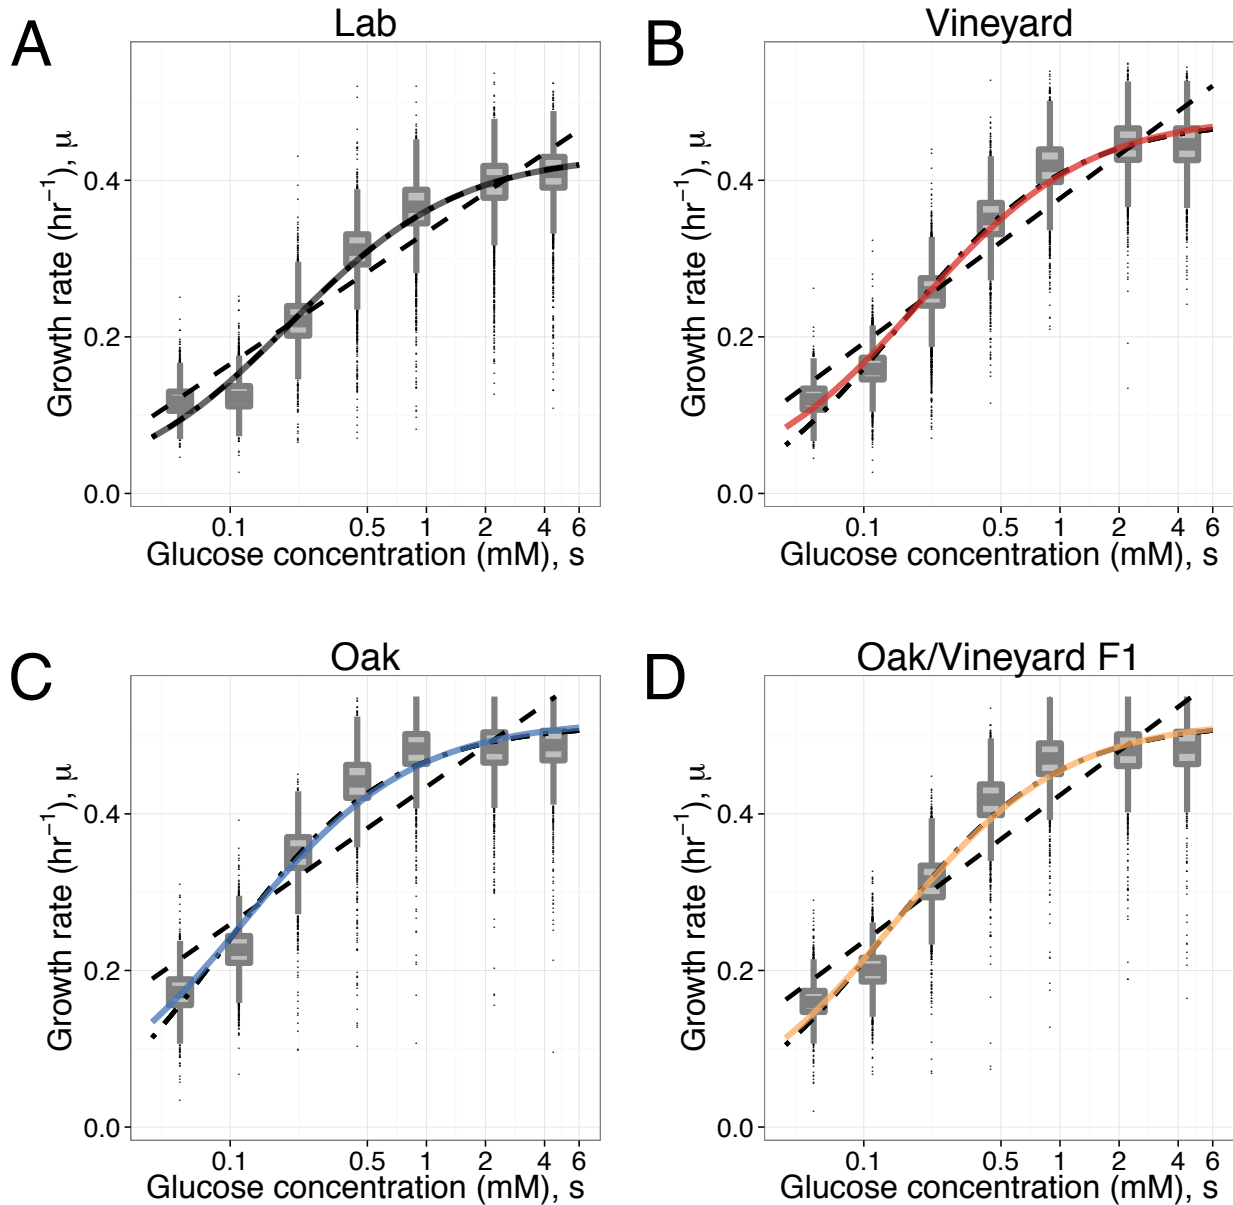 A
Lab
Growth rate (hr⁻¹), μ
0.4
0.2
0.0
0.1 0.5 1 2 4 6
Glucose concentration (mM), s
B
Vineyard
Growth rate (hr⁻¹), μ
0.4
0.2
0.0
0.1 0.5 1 2 4 6
Glucose concentration (mM), s
C
Oak
Growth rate (hr⁻¹), μ
0.4
0.2
0.0
0.1 0.5 1 2 4 6
Glucose concentration (mM), s
D
Oak/Vineyard F1
Growth rate (hr⁻¹), μ
0.4
0.2
0.0
0.1 0.5 1 2 4 6
Glucose concentration (mM), s